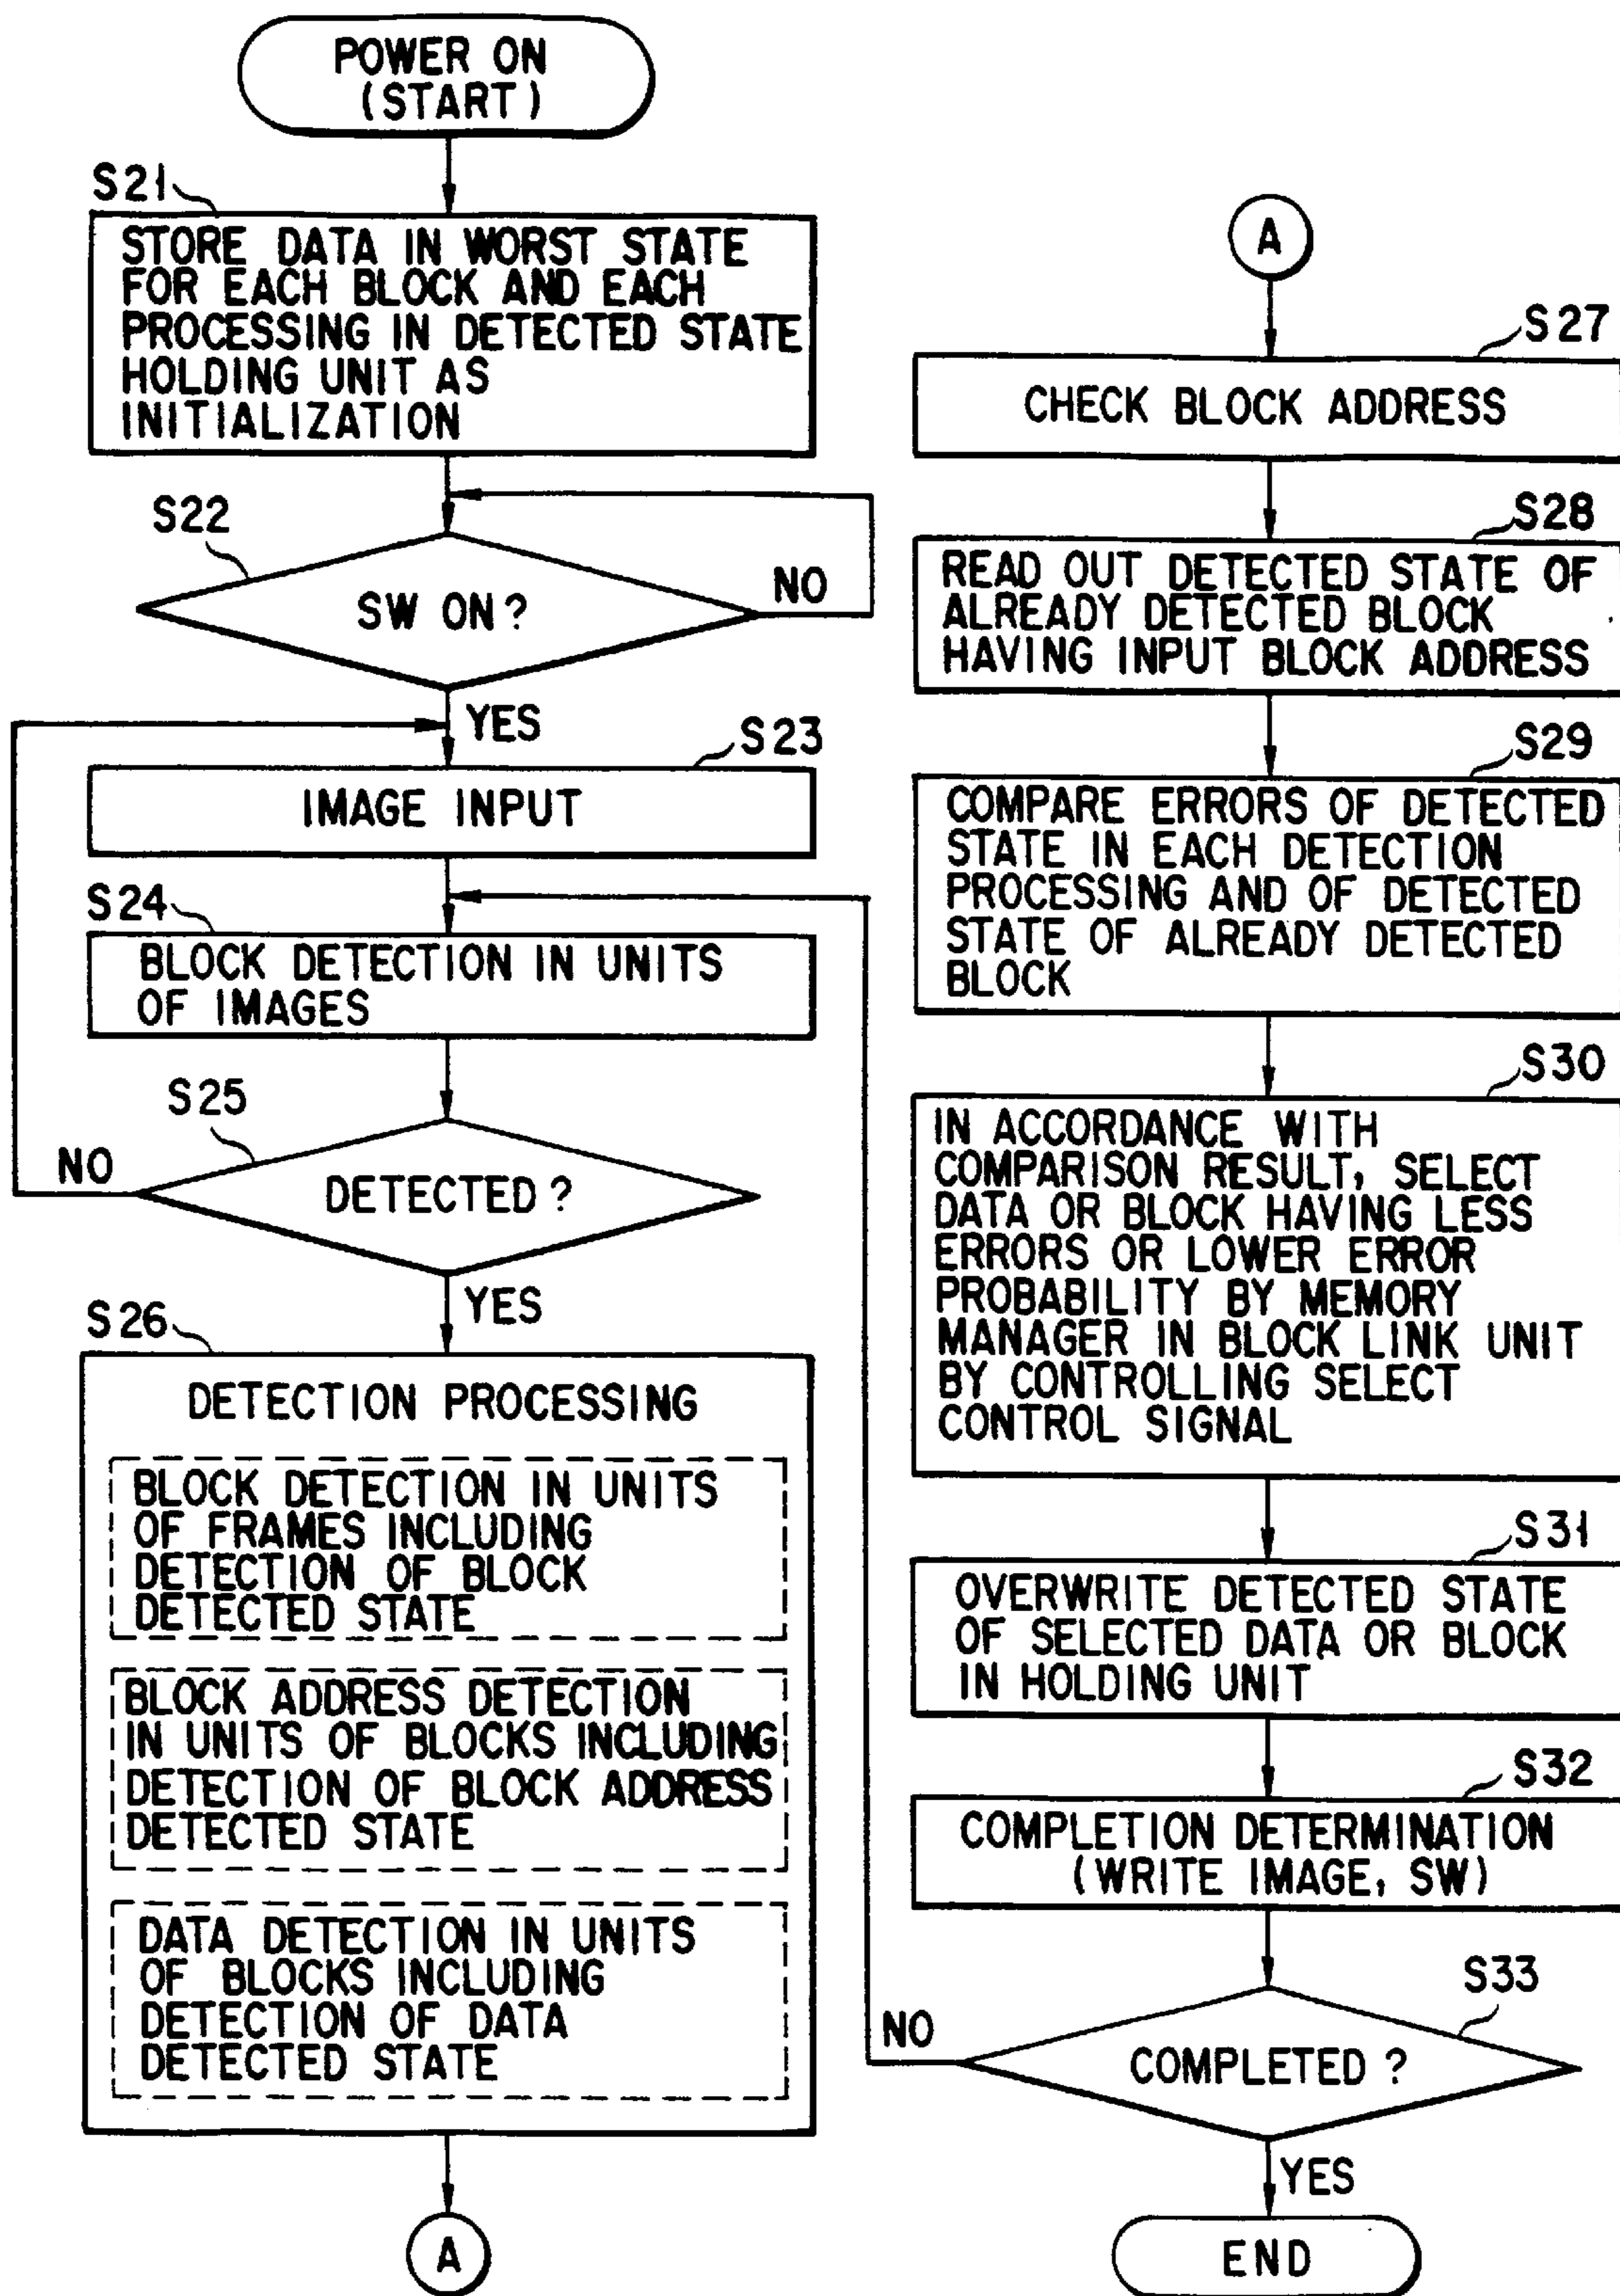 POWER ON
(START)
S21
STORE DATA IN WORST STATE
FOR EACH BLOCK AND EACH
PROCESSING IN DETECTED STATE
HOLDING UNIT AS
INITIALIZATION
S22
SW ON?
NO
YES
S23
IMAGE INPUT
S24
BLOCK DETECTION IN UNITS
OF IMAGES
S25
NO
DETECTED?
YES
S26
DETECTION PROCESSING
BLOCK DETECTION IN UNITS
OF FRAMES INCLUDING
DETECTION OF BLOCK
DETECTED STATE
BLOCK ADDRESS DETECTION
IN UNITS OF BLOCKS INCLUDING
DETECTION OF BLOCK ADDRESS
DETECTED STATE
DATA DETECTION IN UNITS
OF BLOCKS INCLUDING
DETECTION OF DATA
DETECTED STATE
A
A
S27
CHECK BLOCK ADDRESS
S28
READ OUT DETECTED STATE OF
ALREADY DETECTED BLOCK
HAVING INPUT BLOCK ADDRESS
S29
COMPARE ERRORS OF DETECTED
STATE IN EACH DETECTION
PROCESSING AND OF DETECTED
STATE OF ALREADY DETECTED
BLOCK
S30
IN ACCORDANCE WITH
COMPARISON RESULT, SELECT
DATA OR BLOCK HAVING LESS
ERRORS OR LOWER ERROR
PROBABILITY BY MEMORY
MANAGER IN BLOCK LINK UNIT
BY CONTROLLING SELECT
CONTROL SIGNAL
S31
OVERWRITE DETECTED STATE
OF SELECTED DATA OR BLOCK
IN HOLDING UNIT
S32
COMPLETION DETERMINATION
(WRITE IMAGE, SW)
S33
NO
COMPLETED?
YES
END